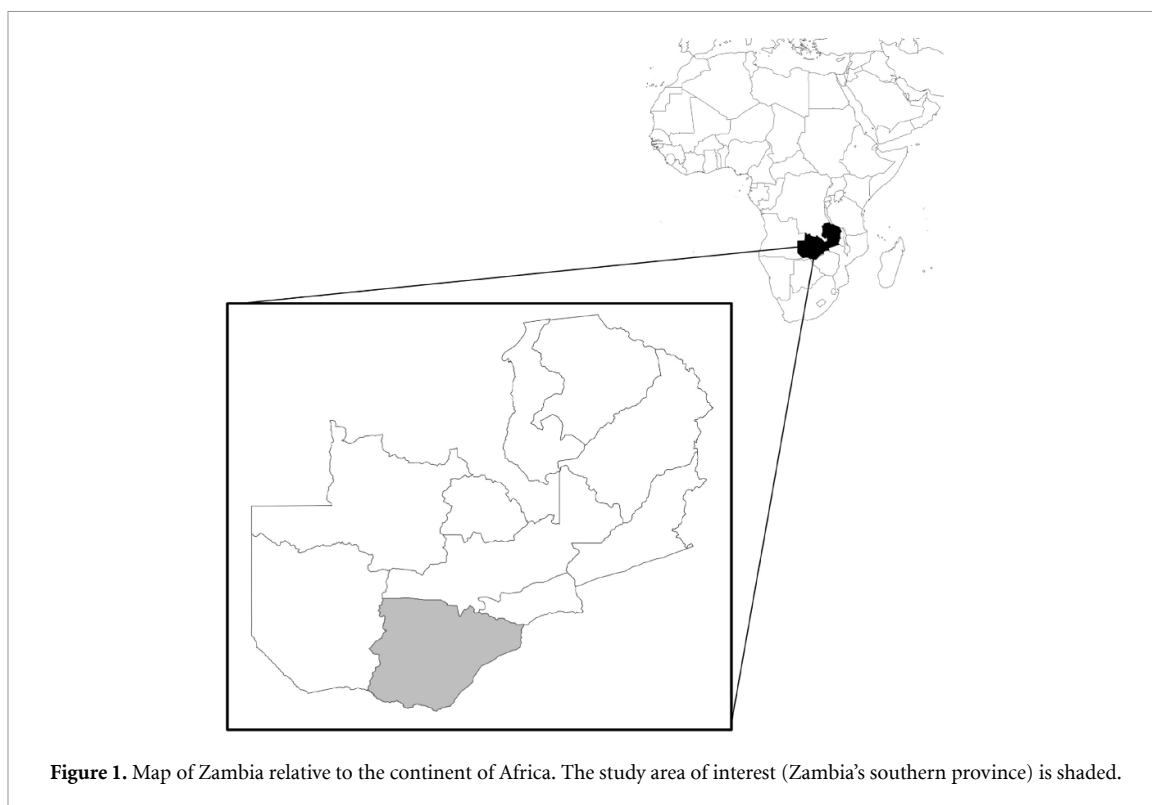 Figure 1. Map of Zambia relative to the continent of Africa. The study area of interest (Zambia's southern province) is shaded.